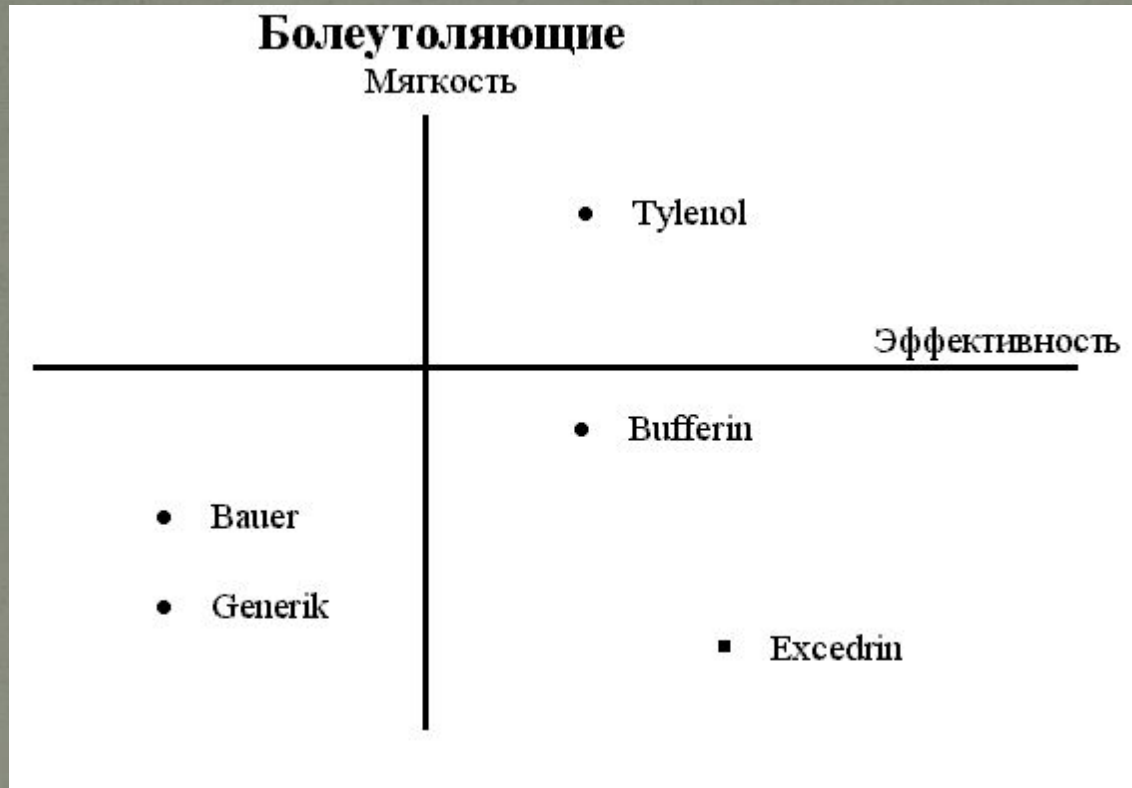 Болеутоляющие
Мягкость
Tylenol
Эффективность
Bufferin
Bauer
Generik
Excedrin